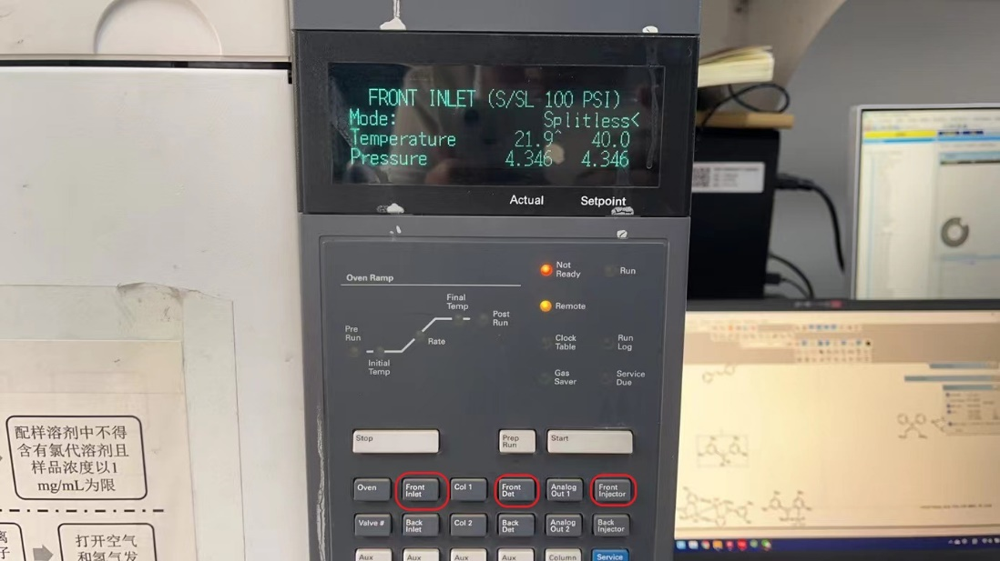 FRONT INLET (S/SL 100 PSI)
Mode: Splitless<
Temperature 21.9^ 40.0
Pressure 4.346 4.346
Actual Setpoint
Oven Ramp
Not
Ready
Run
Remote
Final
Temp
Post
Run
Pre
Run
Rate
Initial
Temp
Clock
Table
Run
Log
Gas
Saver
Service
Due
Stop
Prep
Run
Start
Oven
Front
Inlet
Col 1
Front
Det
Analog
Out 1
Front
Injector
Valve #
Back
Inlet
Col 2
Back
Det
Analog
Out 2
Back
Injector
Aux
Aux
Aux
Aux
Column
Service
配样溶剂中不得
含有氯代溶剂且
样品浓度以1
mg/mL为限
离
子
打开空气
和氢气发